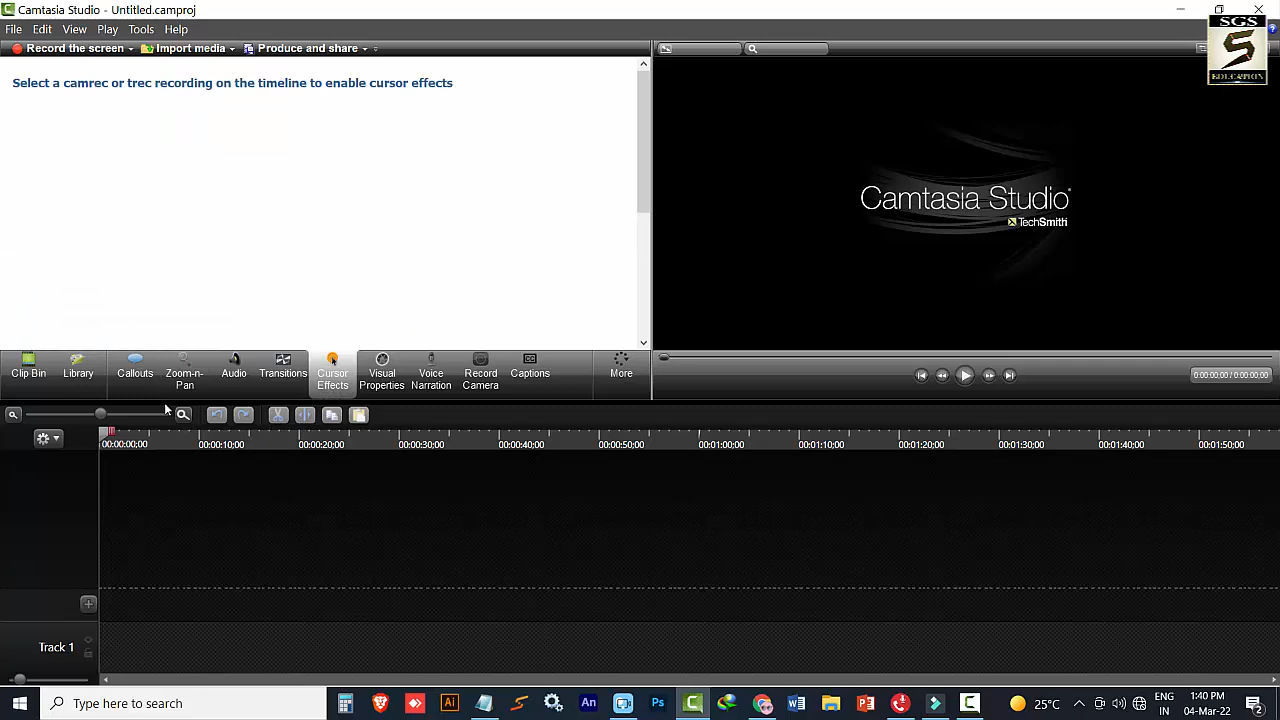 Camtasia Studio - Untitled.camproj
File Edit View Play Tools Help
Record the screen Import media Produce and share
SGS
S
EDUCATION
Select a camrec or trec recording on the timeline to enable cursor effects
Camtasia Studio
TechSmith
Clip Bin Library Callouts Zoom-n-Pan Audio Transitions Cursor Effects Visual Properties Voice Narration Record Camera Captions More
0:00:00;00 / 0:00:00;00
00:00:00;00 00:00:10;00 00:00:20;00 00:00:30;00 00:00:40;00 00:00:50;00 00:01:00;00 00:01:10;00 00:01:20;00 00:01:30;00 00:01:40;00 00:01:50;00
Track 1
Type here to search
Ai An Ps 25°C ENG IN 1:40 PM 04-Mar-22 2